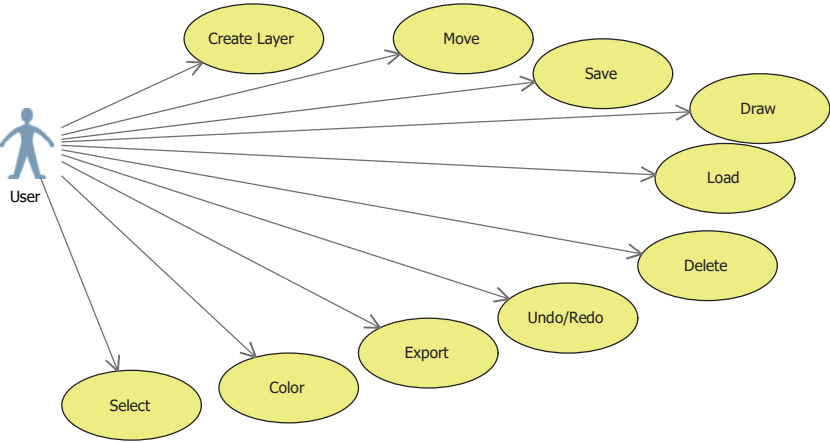 Create Layer
Move
Save
Draw
User
Load
Delete
Undo/Redo
Export
Color
Select